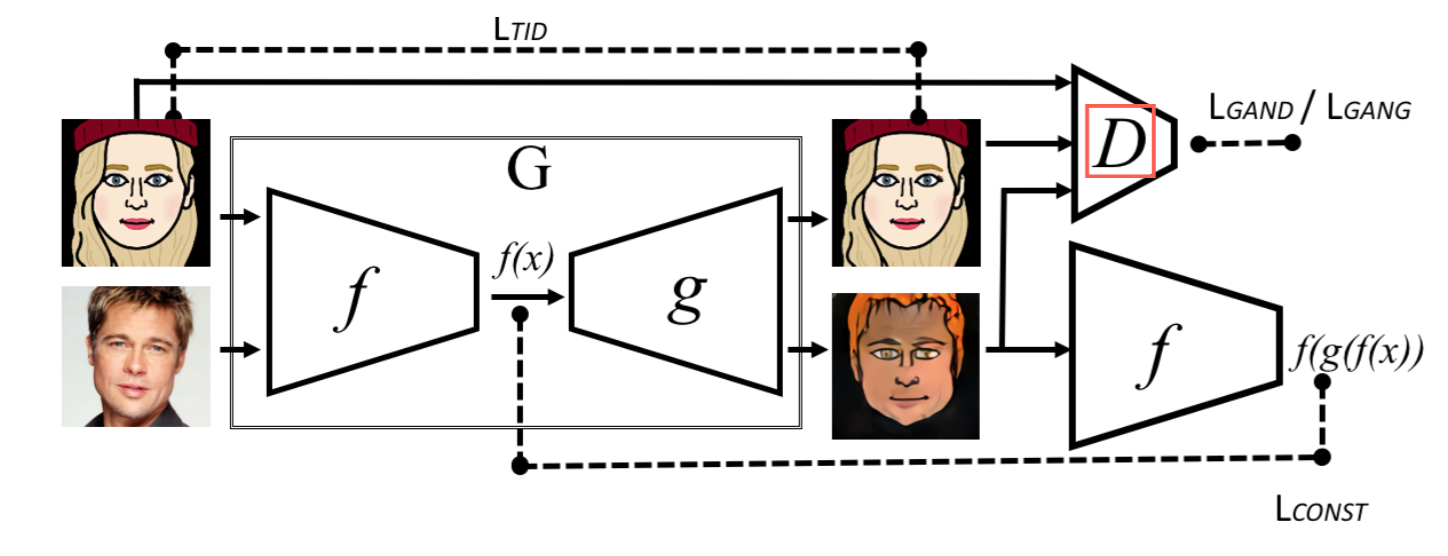 LTID
LGAND / LGANG
D
G
f(x)
f
g
f
f(g(f(x))
LCONST